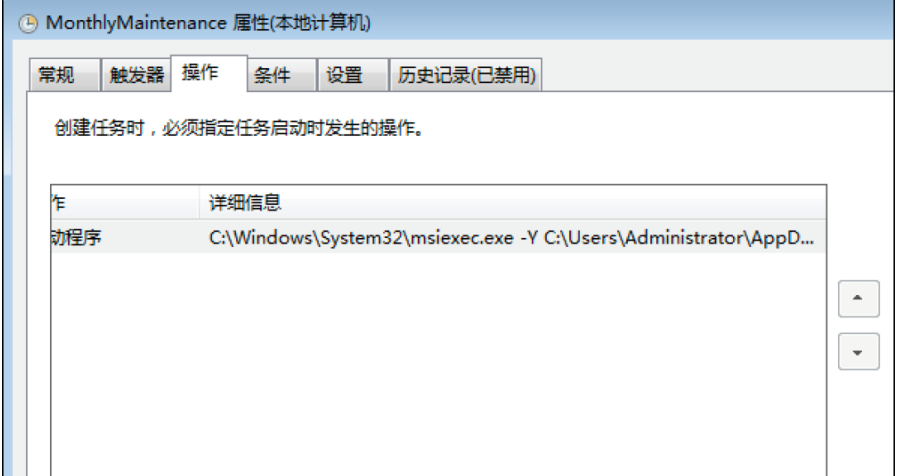 MonthlyMaintenance 属性(本地计算机)
常规 触发器 操作 条件 设置 历史记录(已禁用)
创建任务时，必须指定任务启动时发生的操作。
作 详细信息
动程序 C:\Windows\System32\msiexec.exe -Y C:\Users\Administrator\AppD...